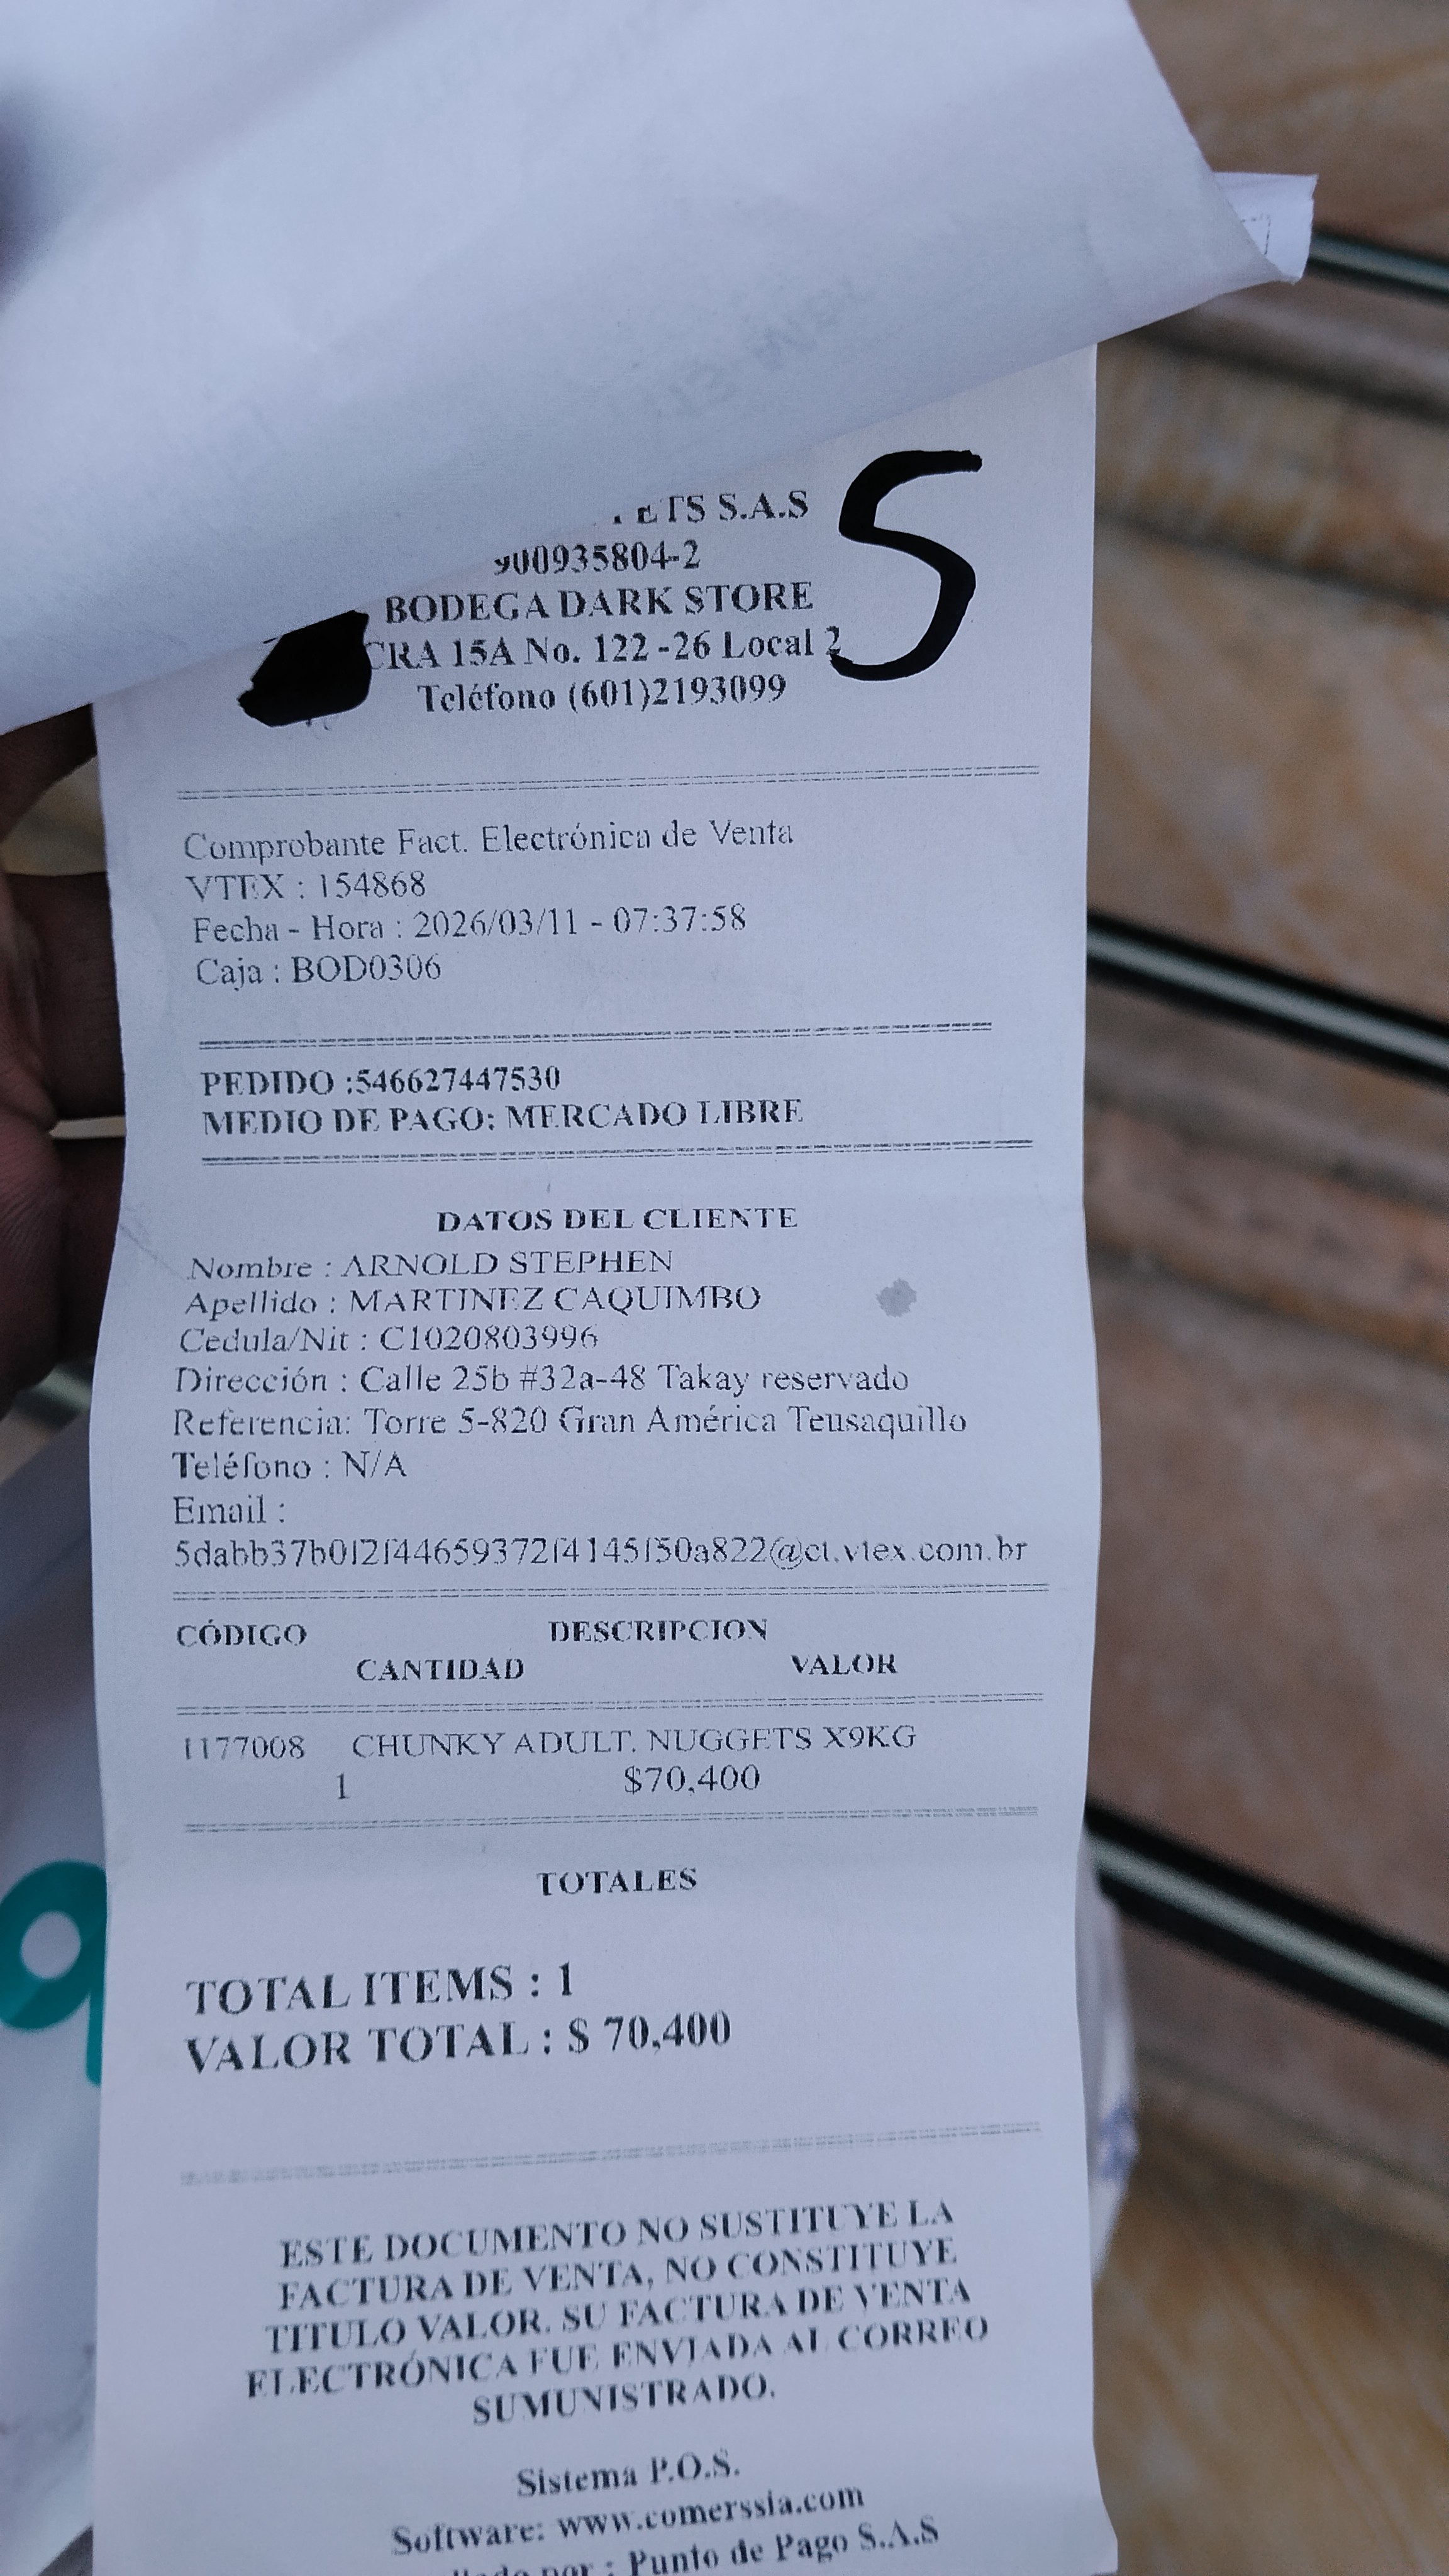 S.A.S 5
900935804-2
BODEGA DARK STORE
CRA 15A No. 122 -26 Local 2
Teléfono (601)2193099
Comprobante Fact. Electrónica de Venta
VTEX : 154868
Fecha - Hora : 2026/03/11 - 07:37:58
Caja : BOD0306
PEDIDO :546627447530
MEDIO DE PAGO: MERCADO LIBRE
DATOS DEL CLIENTE
Nombre : ARNOLD STEPHEN
Apellido : MARTINEZ CAQUIMBO
Cedula/Nit : C1020803996
Dirección : Calle 25b #32a-48 Takay reservado
Referencia: Torre 5-820 Gran América Teusaquillo
Teléfono : N/A
Email :
5dabb37b0f2f44659372f4145f50a822@ct.vtex.com.br
CÓDIGO DESCRIPCION
CANTIDAD VALOR
1177008 CHUNKY ADULT. NUGGETS X9KG
1 $70,400
TOTALES
TOTAL ITEMS : 1
VALOR TOTAL : $ 70,400
ESTE DOCUMENTO NO SUSTITUYE LA
FACTURA DE VENTA, NO CONSTITUYE
TITULO VALOR. SU FACTURA DE VENTA
ELECTRÓNICA FUE ENVIADA AL CORREO
SUMUNISTRADO.
Sistema P.O.S.
Software: www.comerssia.com
por : Punto de Pago S.A.S